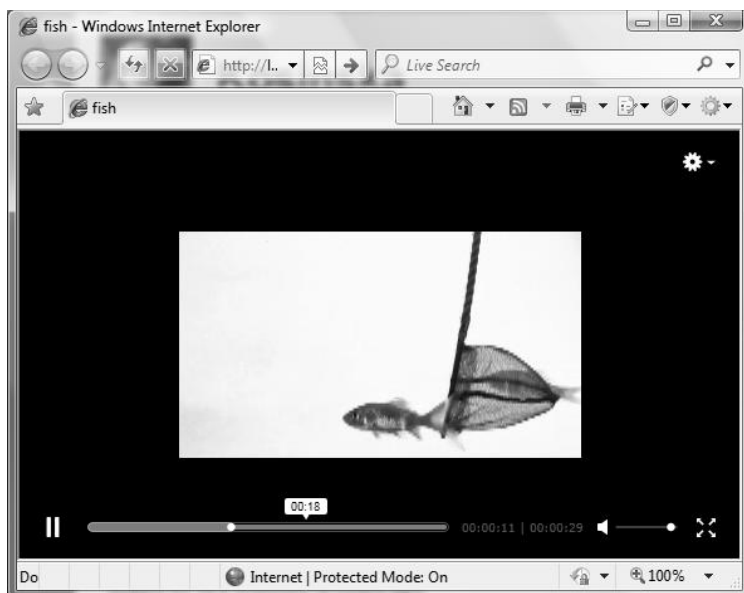 fish - Windows Internet Explorer
http://l..
Live Search
fish
00:18
00:00:11 | 00:00:29
Do
Internet | Protected Mode: On
100%